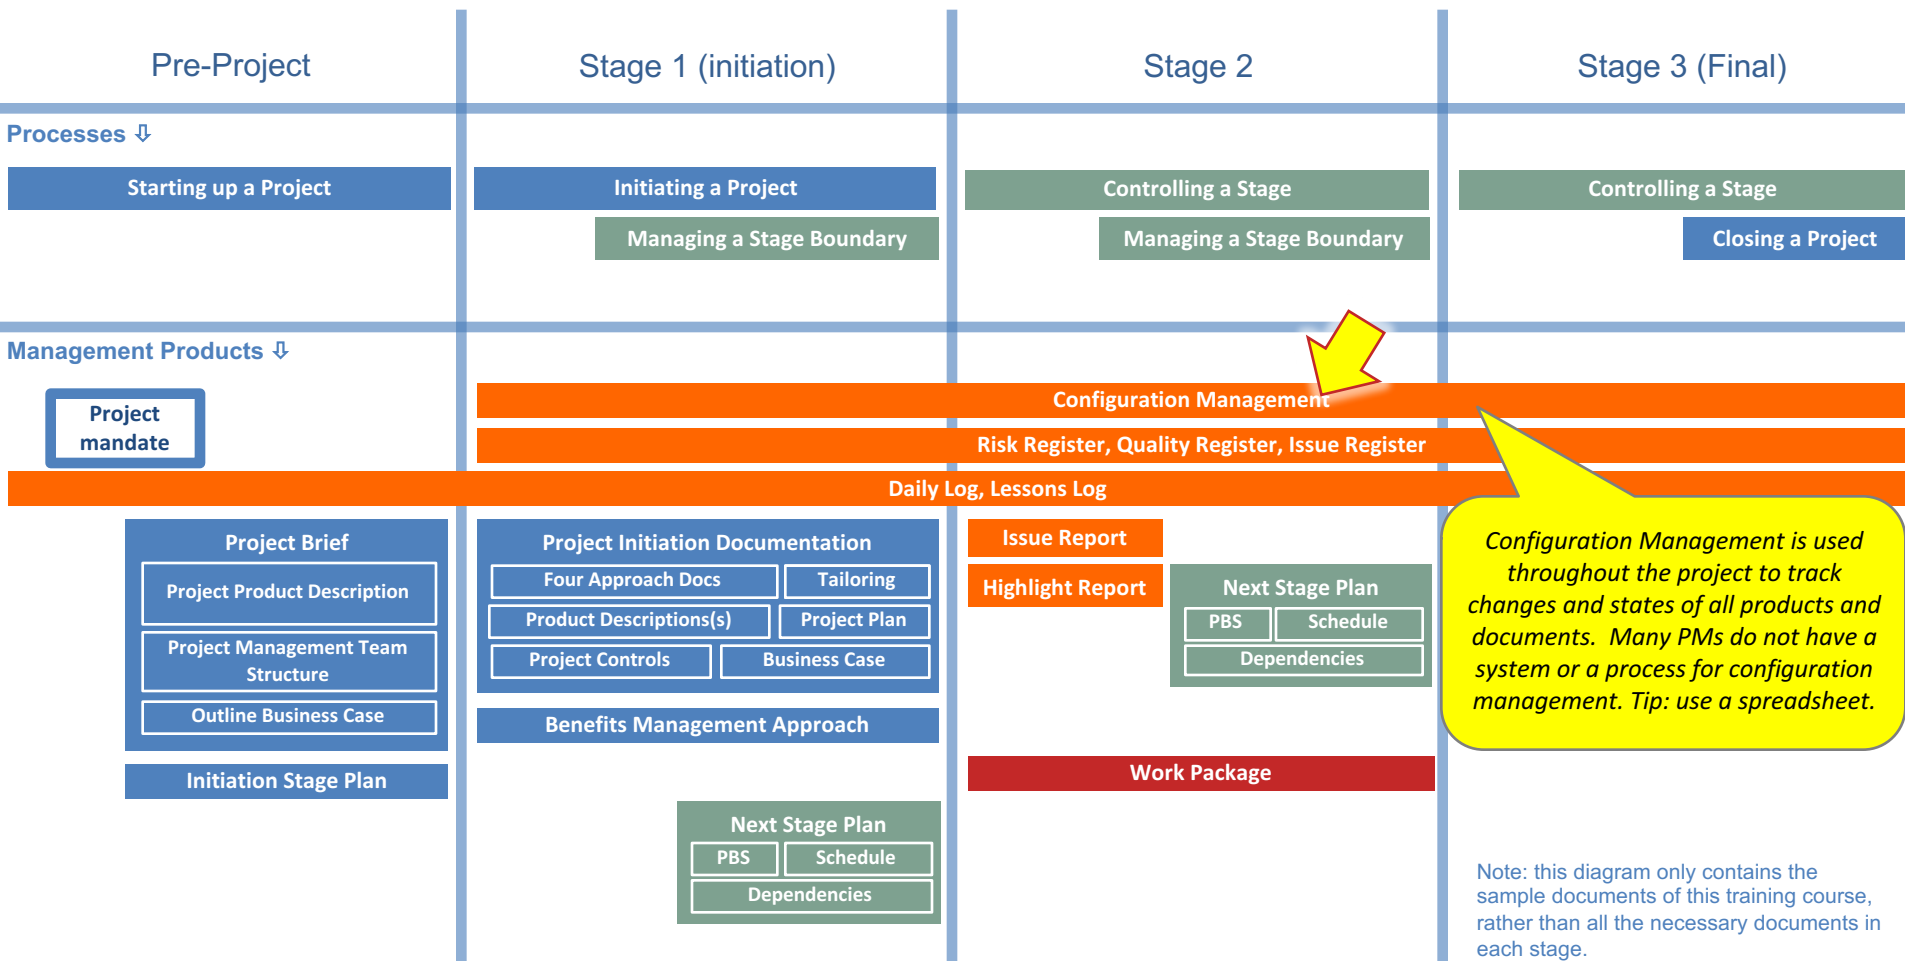 Pre-Project
Stage 1 (initiation)
Stage 2
Stage 3 (Final)
Processes ⇩
Starting up a Project
Initiating a Project
Controlling a Stage
Controlling a Stage
Managing a Stage Boundary
Managing a Stage Boundary
Closing a Project
Management Products ⇩
Project
mandate
Configuration Management
Risk Register, Quality Register, Issue Register
Daily Log, Lessons Log
Project Brief
Project Product Description
Project Management Team
Structure
Outline Business Case
Initiation Stage Plan
Project Initiation Documentation
Four Approach Docs
Tailoring
Product Descriptions(s)
Project Plan
Project Controls
Business Case
Benefits Management Approach
Next Stage Plan
PBS
Schedule
Dependencies
Issue Report
Highlight Report
Next Stage Plan
PBS
Schedule
Dependencies
Work Package
Configuration Management is used
throughout the project to track
changes and states of all products and
documents.  Many PMs do not have a
system or a process for configuration
management. Tip: use a spreadsheet.
Note: this diagram only contains the
sample documents of this training course,
rather than all the necessary documents in
each stage.